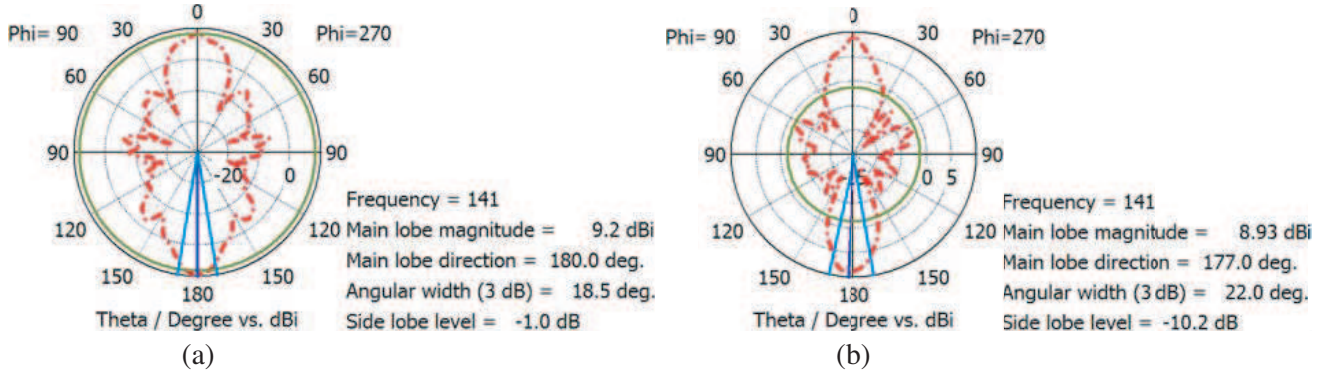 0
Phi= 90 30 30 Phi=270
60 60
90 90
-20 0
120 120
150 150
180
Theta / Degree vs. dBi
Frequency = 141
Main lobe magnitude = 9.2 dBi
Main lobe direction = 180.0 deg.
Angular width (3 dB) = 18.5 deg.
Side lobe level = -1.0 dB
(a)
0
Phi= 90 30 30 Phi=270
60 60
90 90
0 5
120 120
150 150
180
Theta / Degree vs. dBi
Frequency = 141
Main lobe magnitude = 8.93 dBi
Main lobe direction = 177.0 deg.
Angular width (3 dB) = 22.0 deg.
Side lobe level = -10.2 dB
(b)